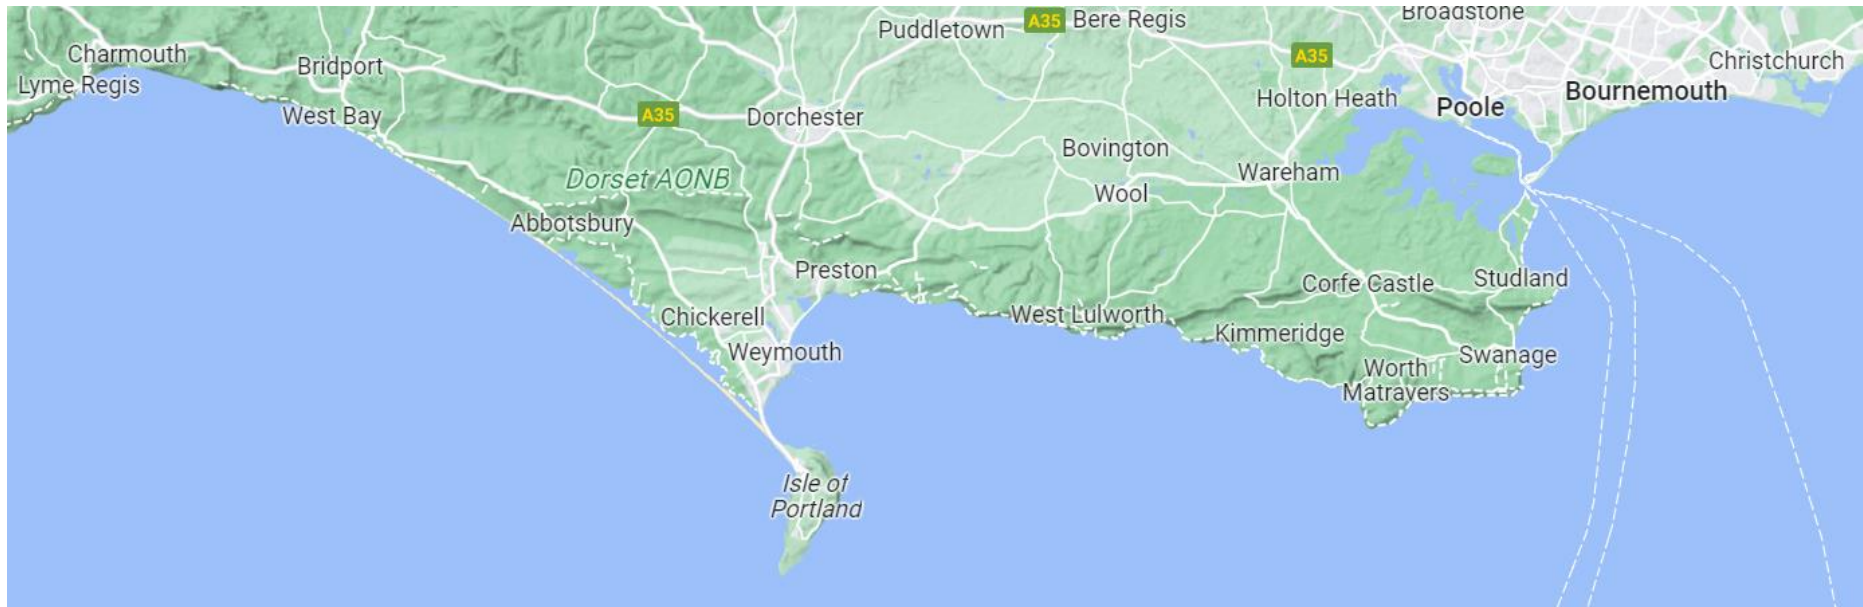 Broadstone
Puddletown
A35
Bere Regis
Charmouth
A35
Christchurch
Bridport
Lyme Regis
Holton Heath
Poole
Bournemouth
West Bay
A35
Dorchester
Bovington
Dorset AONB
Wareham
Wool
Abbotsbury
Preston
Corfe Castle
Studland
Chickerell
West Lulworth
Kimmeridge
Weymouth
Swanage
Worth
Matravers
Isle of
Portland